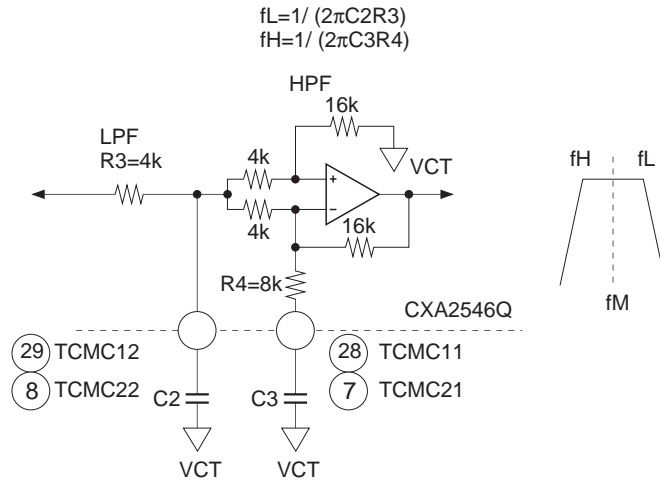 fL=1/ (2πC2R3)
fH=1/ (2πC3R4)
HPF
16k
LPF
R3=4k
4k
VCT
fH
fL
+
−
4k
16k
R4=8k
CXA2546Q
fM
29 TCMC12
28 TCMC11
8 TCMC22
C2
C3
7 TCMC21
VCT
VCT